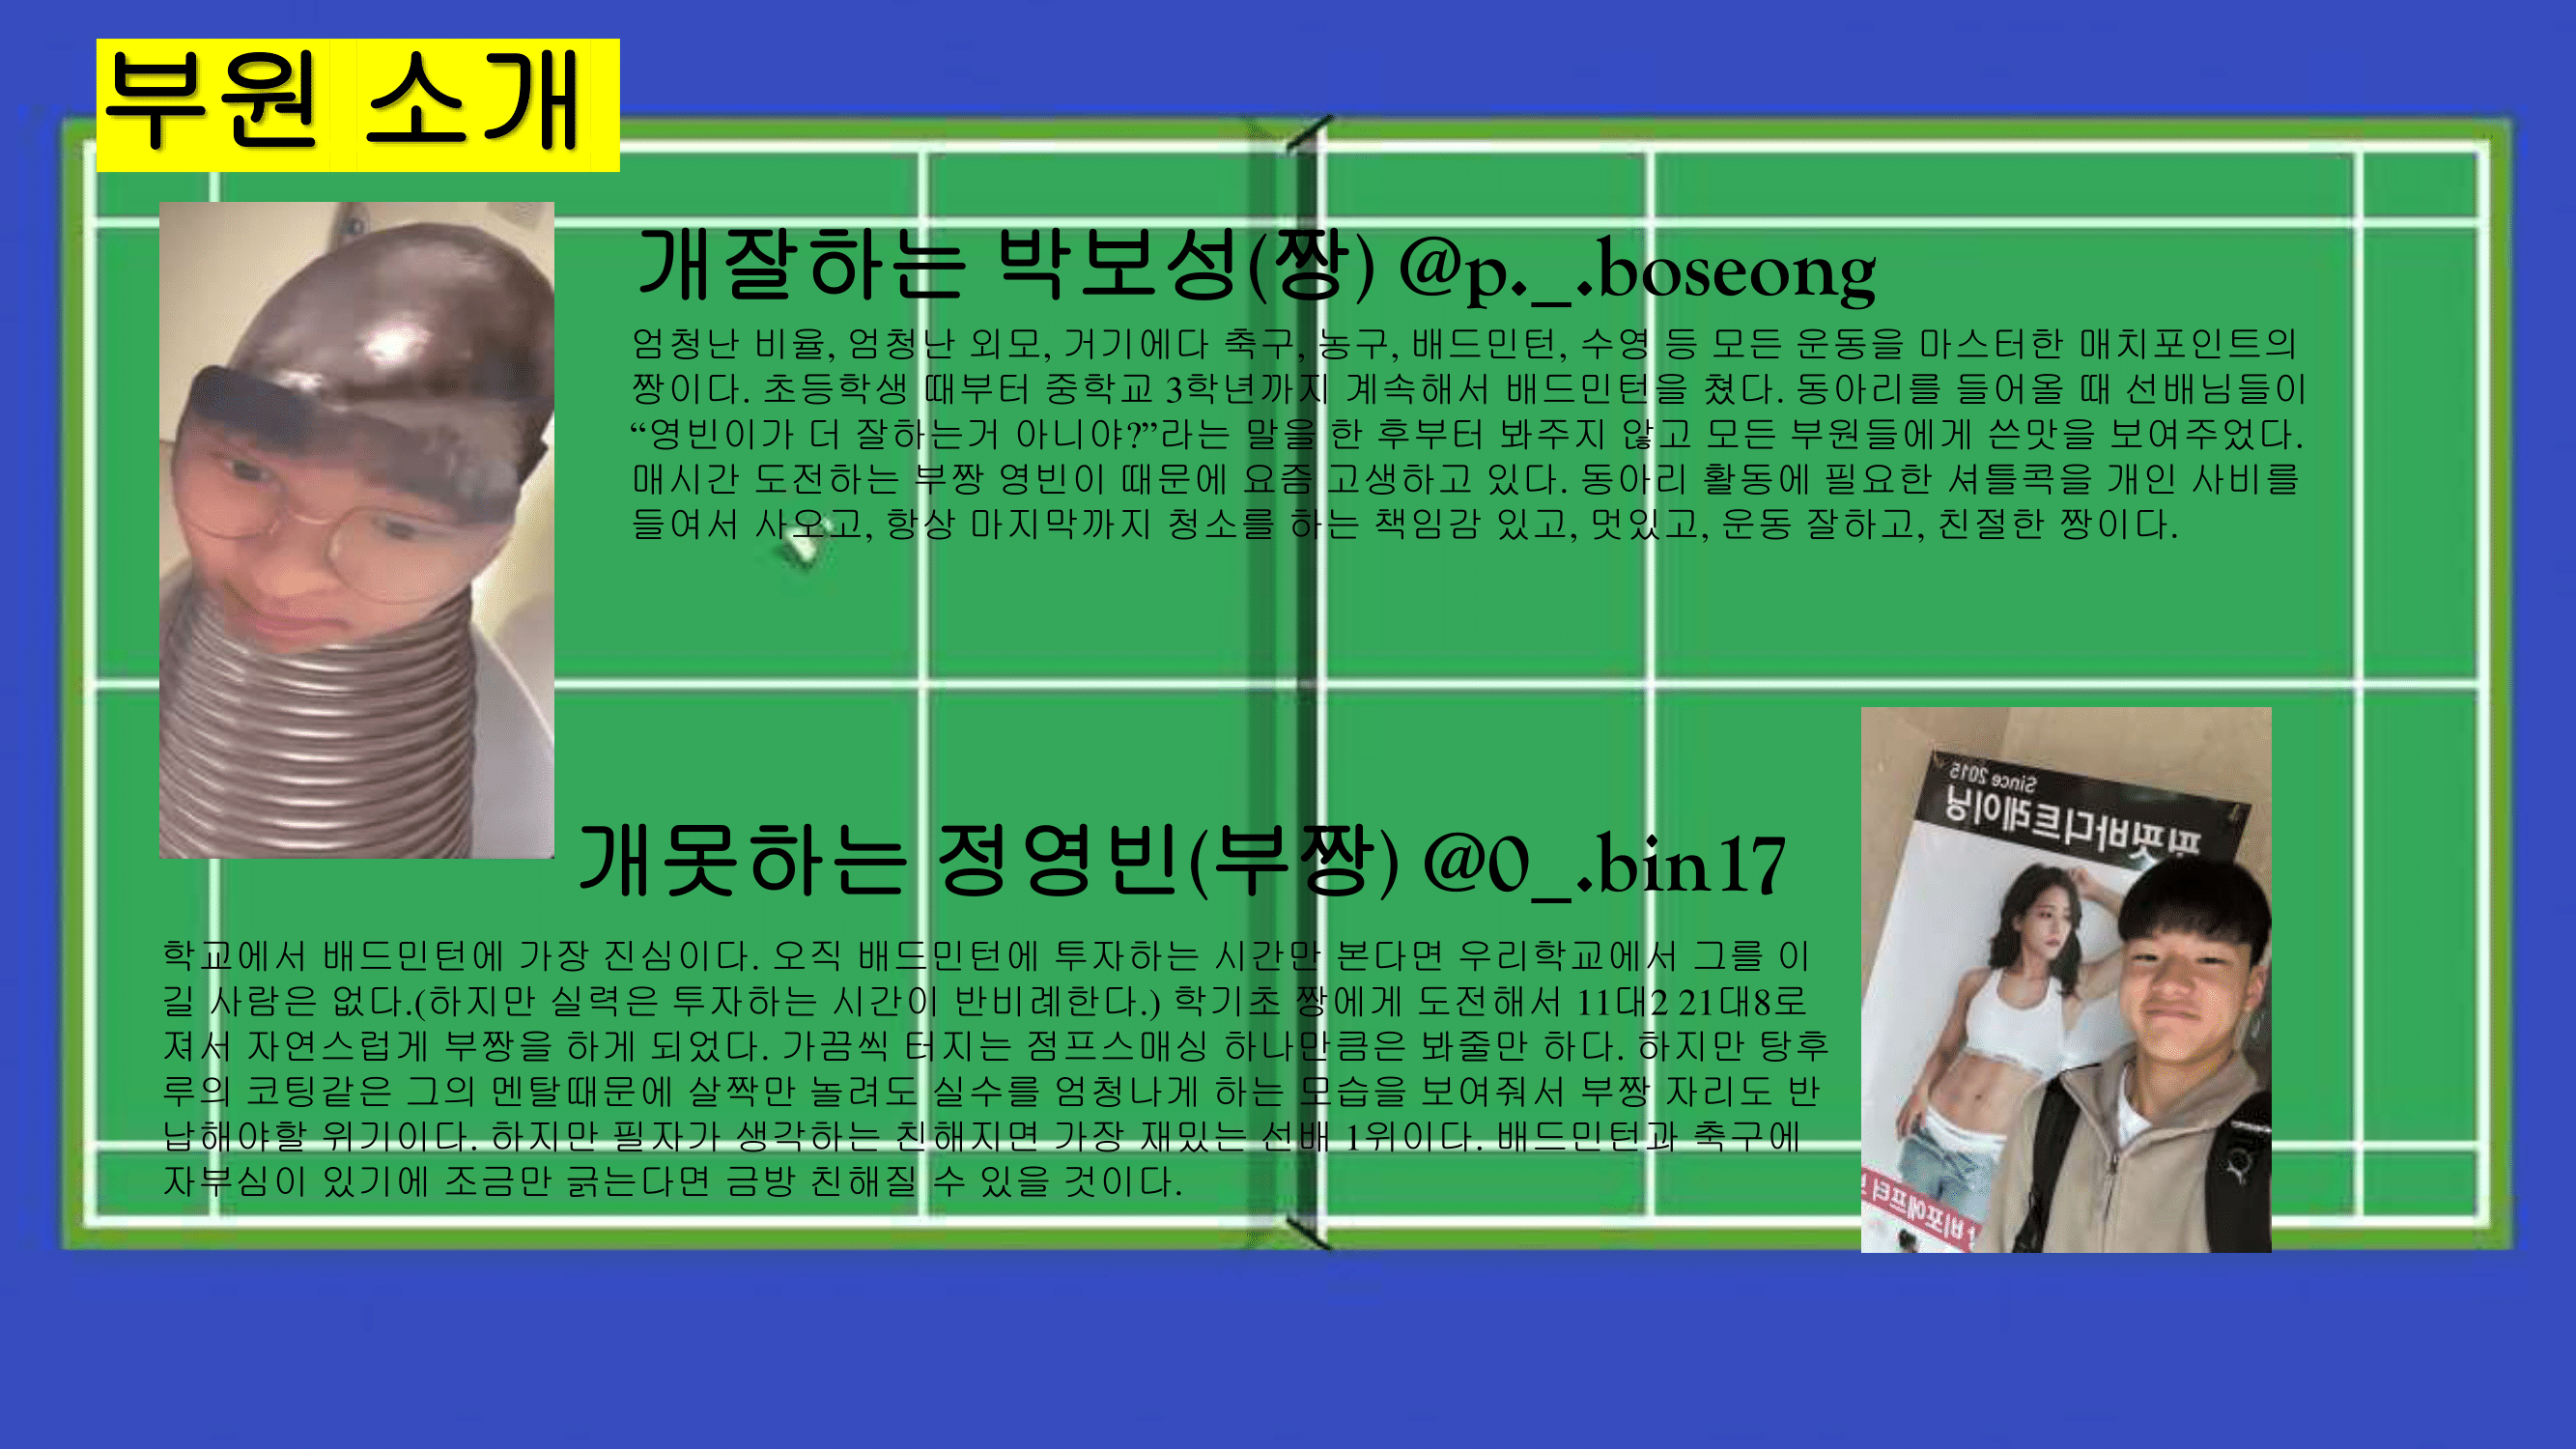 부원 소개
개잘하는 박보성(짱) @p._.boseong
엄청난 비율, 엄청난 외모, 거기에다 축구, 농구, 배드민턴, 수영 등 모든 운동을 마스터한 매치포인트의
짱이다. 초등학생 때부터 중학교 3학년까지 계속해서 배드민턴을 쳤다. 동아리를 들어올 때 선배님들이
“영빈이가 더 잘하는거 아니야?”라는 말을 한 후부터 봐주지 않고 모든 부원들에게 쓴맛을 보여주었다.
매시간 도전하는 부짱 영빈이 때문에 요즘 고생하고 있다. 동아리 활동에 필요한 셔틀콕을 개인 사비를
들여서 사오고, 항상 마지막까지 청소를 하는 책임감 있고, 멋있고, 운동 잘하고, 친절한 짱이다.
Since 2015
핏바디트레이닝
개못하는 정영빈(부짱) @0_.bin17
학교에서 배드민턴에 가장 진심이다. 오직 배드민턴에 투자하는 시간만 본다면 우리학교에서 그를 이
길 사람은 없다.(하지만 실력은 투자하는 시간이 반비례한다.) 학기초 짱에게 도전해서 11대2 21대8로
져서 자연스럽게 부짱을 하게 되었다. 가끔씩 터지는 점프스매싱 하나만큼은 봐줄만 하다. 하지만 탕후
루의 코팅같은 그의 멘탈때문에 살짝만 놀려도 실수를 엄청나게 하는 모습을 보여줘서 부짱 자리도 반
납해야할 위기이다. 하지만 필자가 생각하는 친해지면 가장 재밌는 선배 1위이다. 배드민턴과 축구에
자부심이 있기에 조금만 긁는다면 금방 친해질 수 있을 것이다.
비포에프터